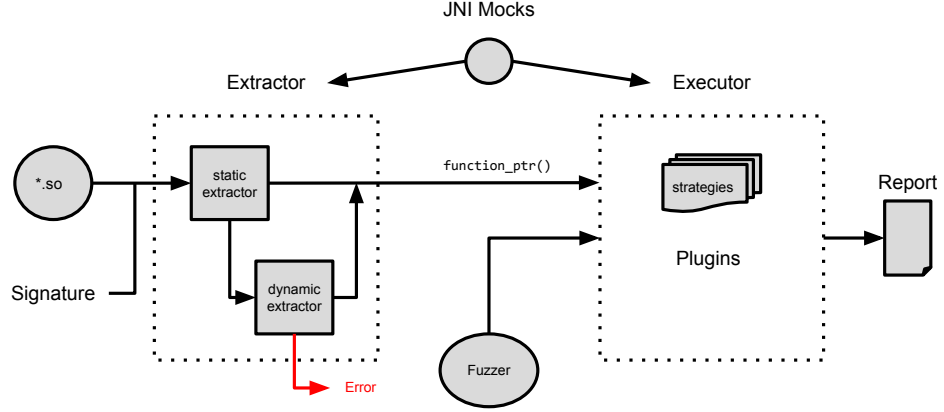 JNI Mocks
Extractor
Executor
*.so
static
extractor
function_ptr()
strategies
Report
Signature
dynamic
extractor
Plugins
Fuzzer
Error